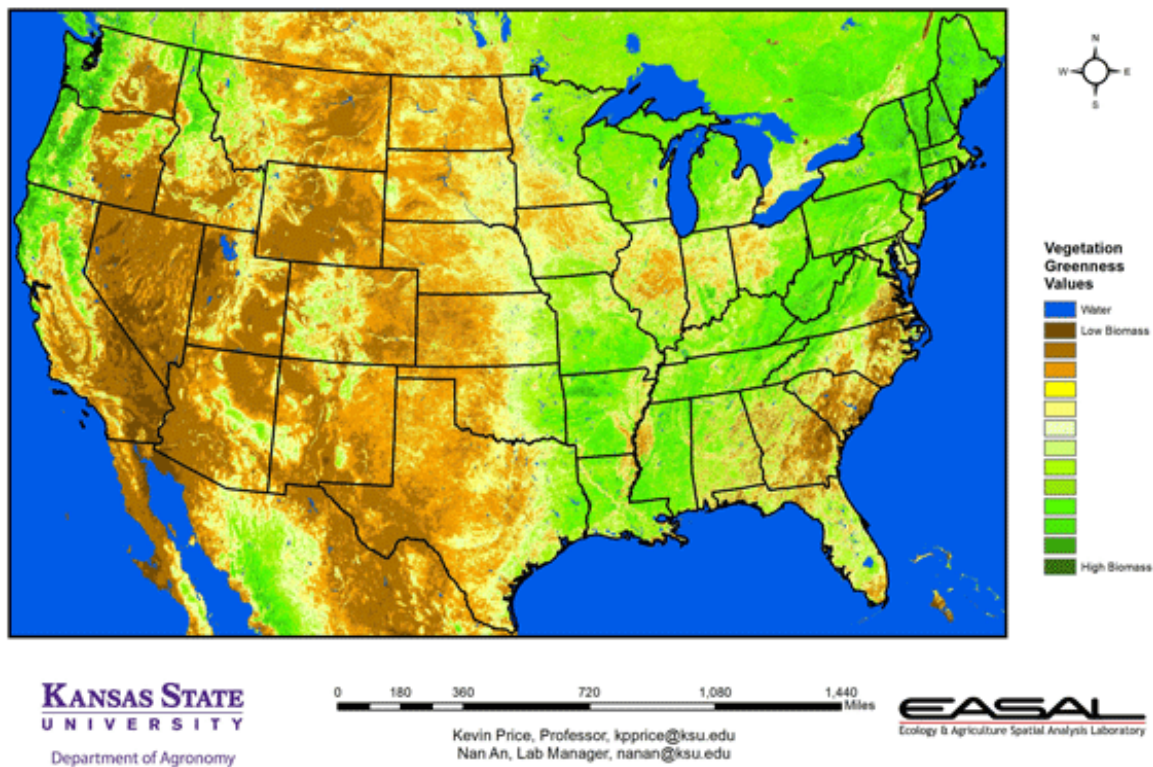 N
W E
S
Vegetation
Greenness
Values
Water
Low Biomass
High Biomass
KANSAS STATE
UNIVERSITY
Department of Agronomy
0 180 360 720 1,080 1,440
Miles
Kevin Price, Professor, kpprice@ksu.edu
Nan An, Lab Manager, nanan@ksu.edu
EASAL
Ecology & Agriculture Spatial Analysis Laboratory